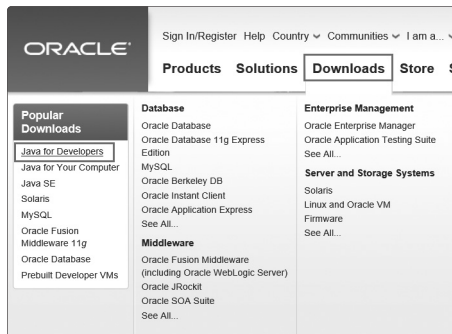 ORACLE
Sign In/Register Help Country Communities I am a...
Products Solutions Downloads Store
Popular
Downloads
Java for Developers
Java for Your Computer
Java SE
Solaris
MySQL
Oracle Fusion
Middleware 11g
Oracle Database
Prebuilt Developer VMs
Database
Oracle Database
Oracle Database 11g Express
Edition
MySQL
Oracle Berkeley DB
Oracle Instant Client
Oracle Application Express
See All...
Middleware
Oracle Fusion Middleware
(including Oracle WebLogic Server)
Oracle JRockit
Oracle SOA Suite
See All...
Enterprise Management
Oracle Enterprise Manager
Oracle Application Testing Suite
See All...
Server and Storage Systems
Solaris
Linux and Oracle VM
Firmware
See All...